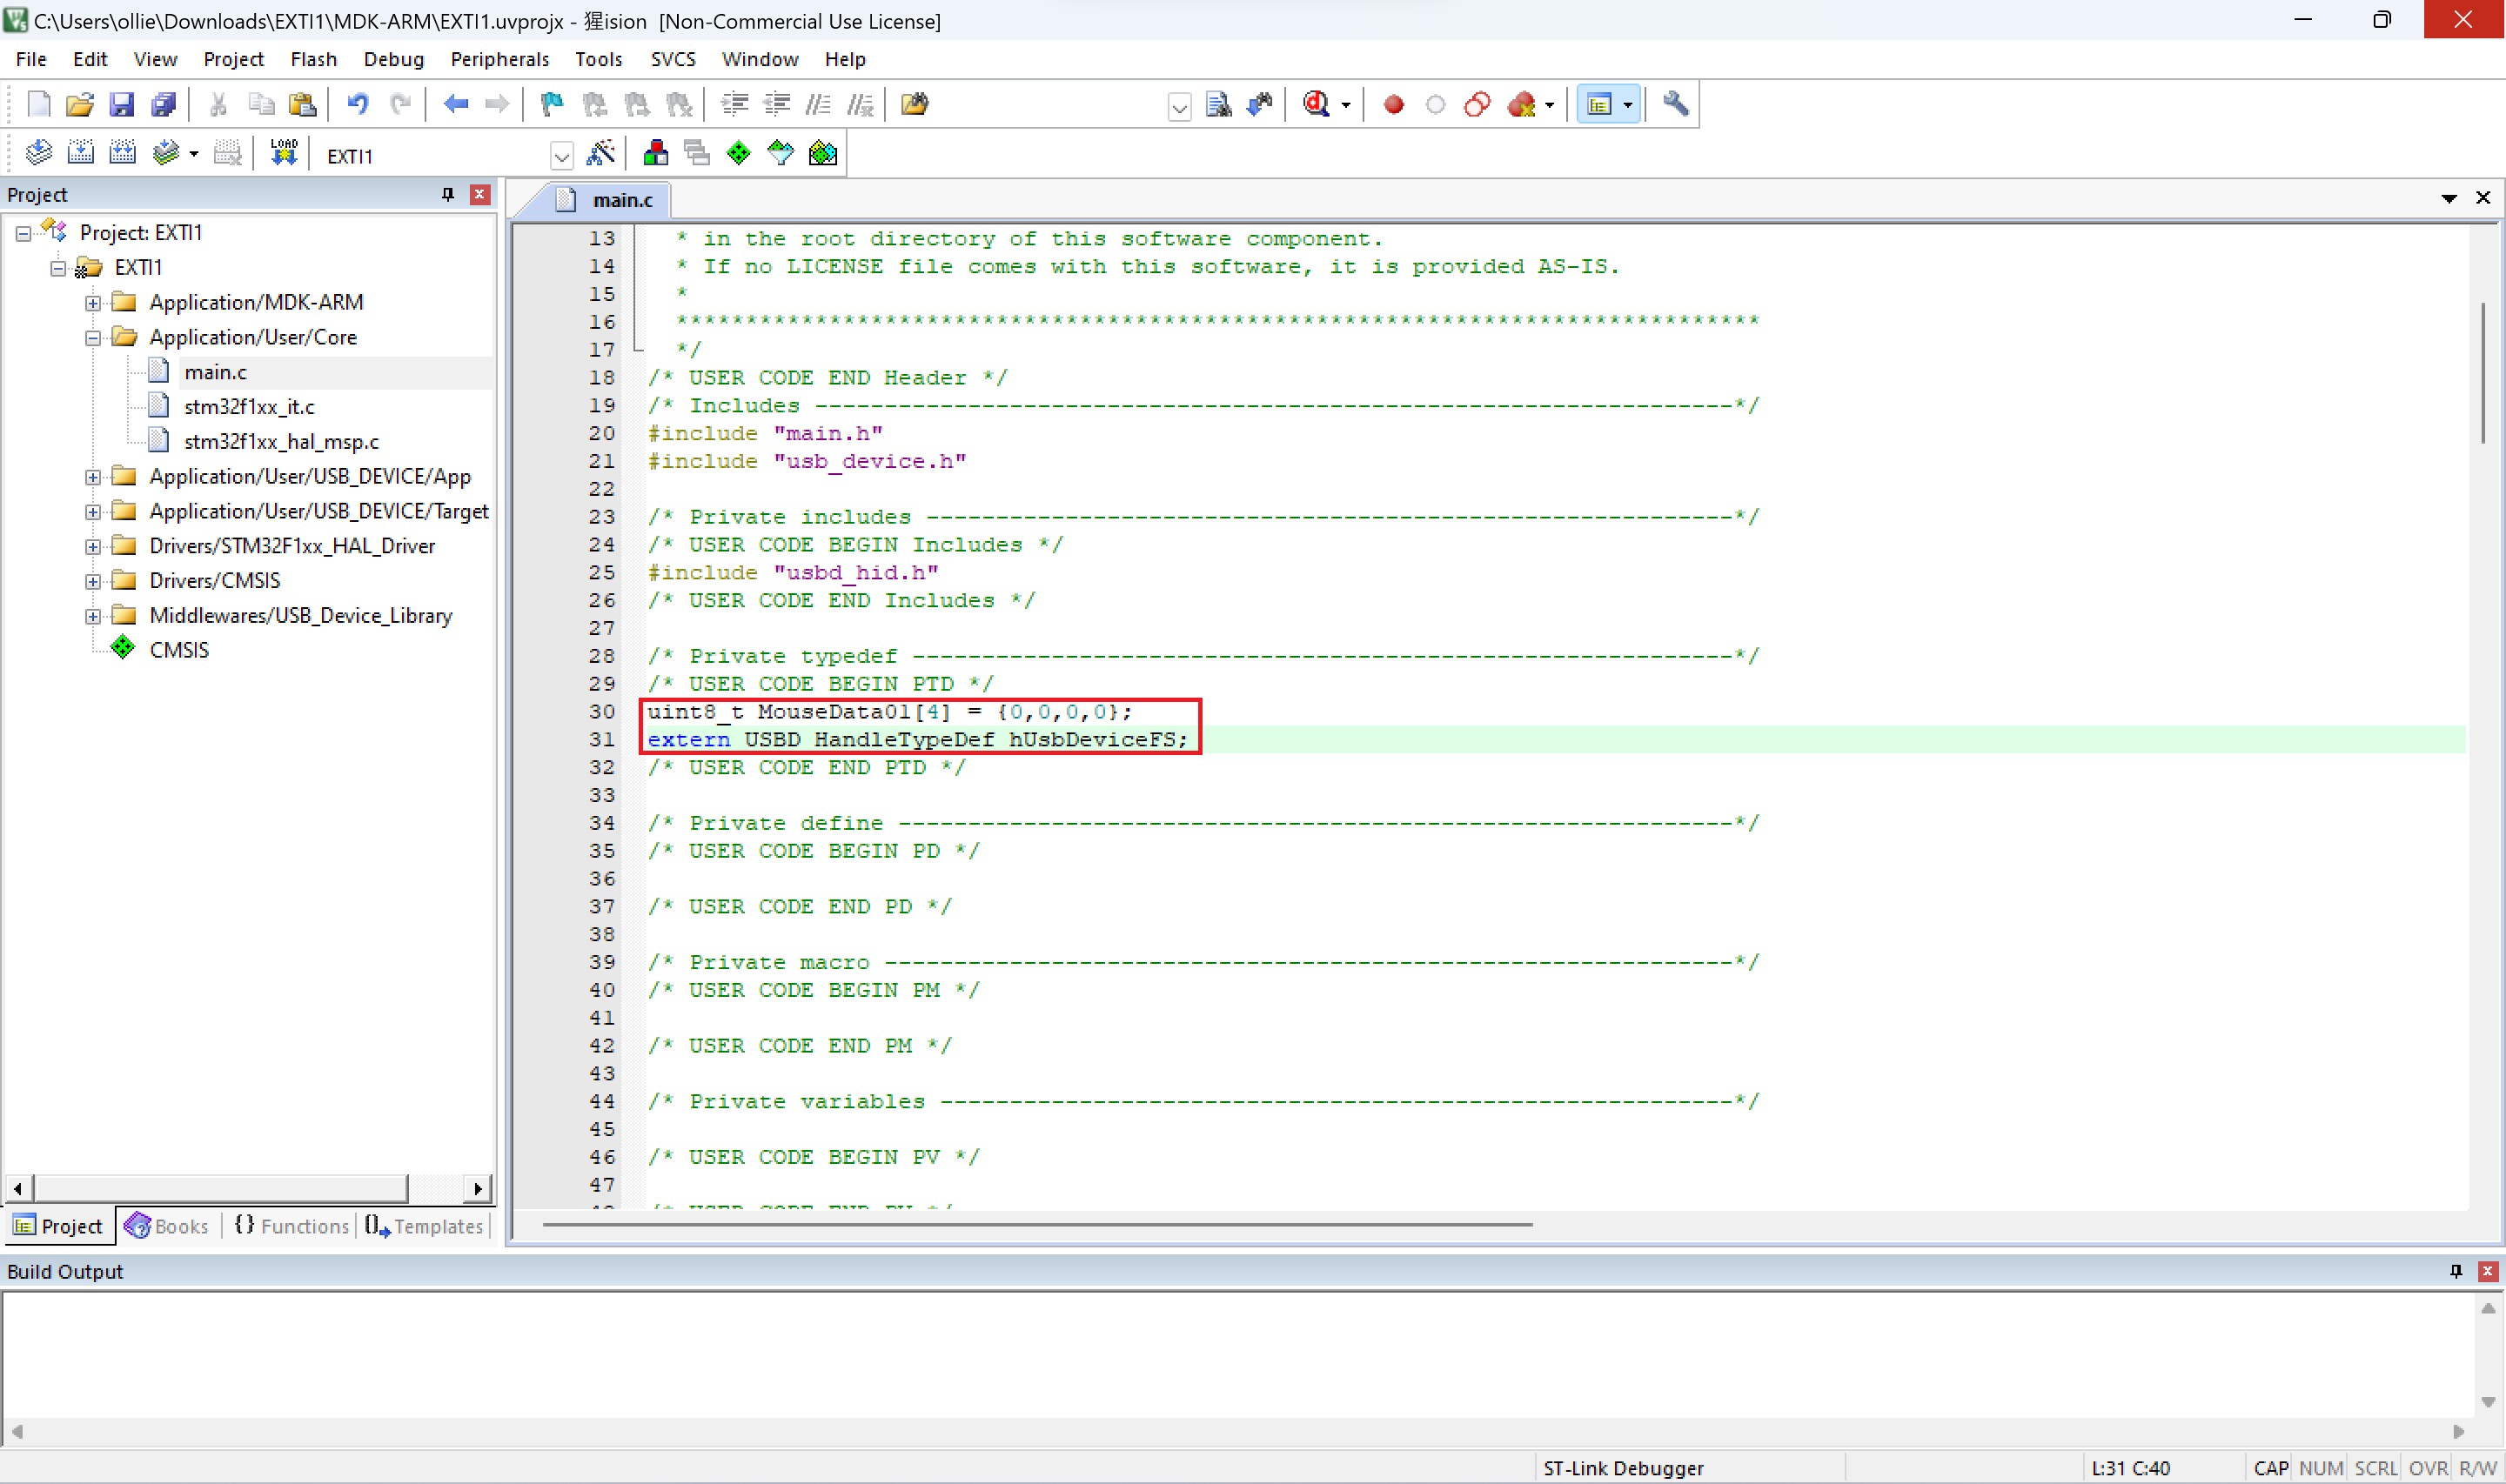 C:\Users\ollie\Downloads\EXTI1\MDK-ARM\EXTI1.uvprojx - 猩ision [Non-Commercial Use License]
File Edit View Project Flash Debug Peripherals Tools SVCS Window Help
LOAD
EXTI1
Project
main.c
Project: EXTI1
EXTI1
Application/MDK-ARM
Application/User/Core
main.c
stm32f1xx_it.c
stm32f1xx_hal_msp.c
Application/User/USB_DEVICE/App
Application/User/USB_DEVICE/Target
Drivers/STM32F1xx_HAL_Driver
Drivers/CMSIS
Middlewares/USB_Device_Library
CMSIS
Project Books {} Functions Templates
13 * in the root directory of this software component.
14 * If no LICENSE file comes with this software, it is provided AS-IS.
15 *
16 ******************************************************************************
17 */
18 /* USER CODE END Header */
19 /* Includes ------------------------------------------------------------------*/
20 #include "main.h"
21 #include "usb_device.h"
22
23 /* Private includes ----------------------------------------------------------*/
24 /* USER CODE BEGIN Includes */
25 #include "usbd_hid.h"
26 /* USER CODE END Includes */
27
28 /* Private typedef -----------------------------------------------------------*/
29 /* USER CODE BEGIN PTD */
30 uint8_t MouseData01[4] = {0,0,0,0};
31 extern USBD_HandleTypeDef hUsbDeviceFS;
32 /* USER CODE END PTD */
33
34 /* Private define ------------------------------------------------------------*/
35 /* USER CODE BEGIN PD */
36
37 /* USER CODE END PD */
38
39 /* Private macro -------------------------------------------------------------*/
40 /* USER CODE BEGIN PM */
41
42 /* USER CODE END PM */
43
44 /* Private variables ---------------------------------------------------------*/
45
46 /* USER CODE BEGIN PV */
47
Build Output
ST-Link Debugger L:31 C:40 CAP NUM SCRL OVR R/W